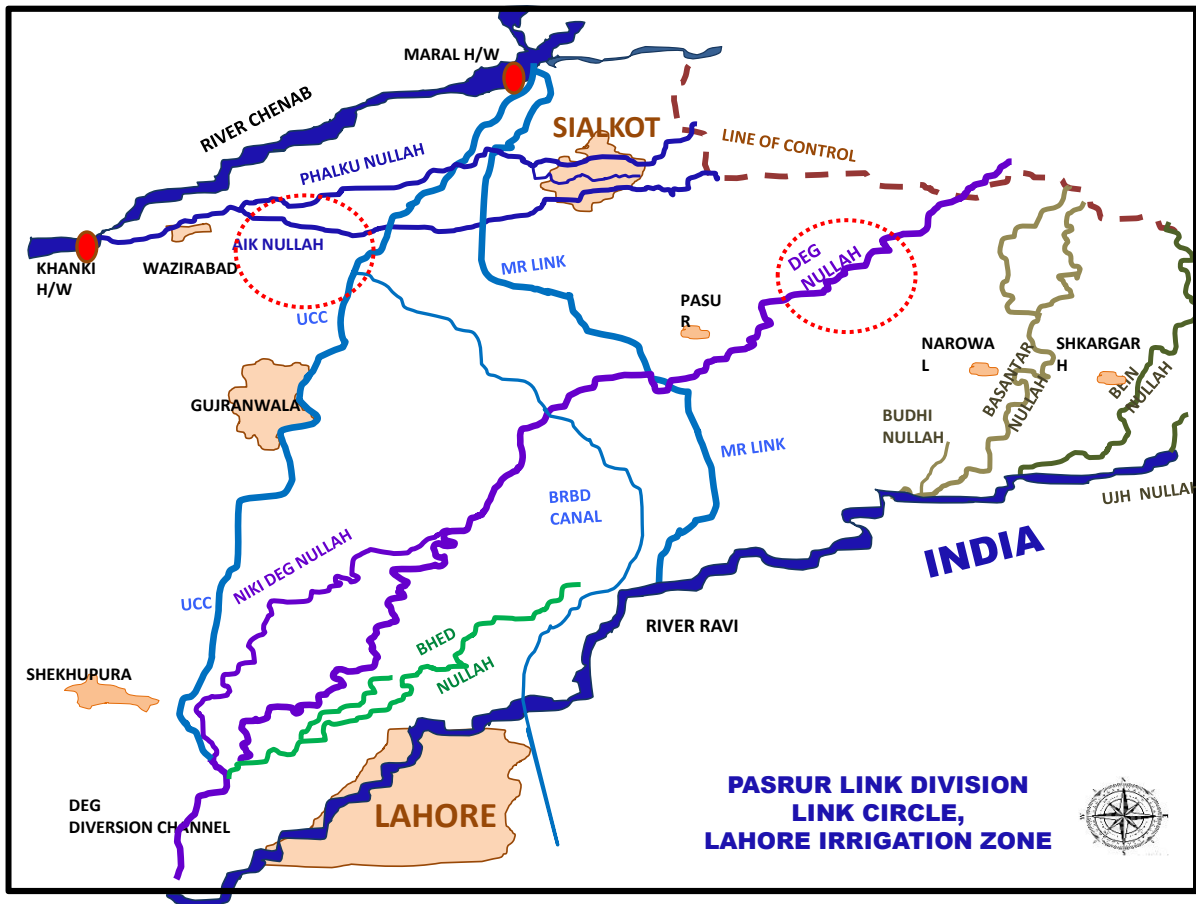 MARAL H/W
RIVER CHENAB
SIALKOT
LINE OF CONTROL
PHALKU NULLAH
AIK NULLAH
KHANKI
H/W
WAZIRABAD
MR LINK
DEG
NULLAH
UCC
PASU
R
NAROWA
L
SHKARGAR
H
BASANTAR
NULLAH
BEIN
NULLAH
GUJRANWALA
BUDHI
NULLAH
MR LINK
UJH NULLAH
BRBD
CANAL
INDIA
NIKI DEG NULLAH
UCC
RIVER RAVI
BHED
NULLAH
SHEKHUPURA
DEG
DIVERSION CHANNEL
LAHORE
PASRUR LINK DIVISION
LINK CIRCLE,
LAHORE IRRIGATION ZONE